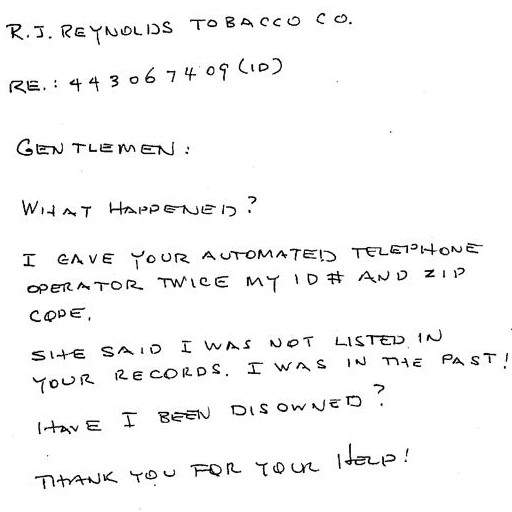 R.J. REYNOLDS TOBACCO CO.
RE.: 443067409 (ID)
GENTLEMEN:
WHAT HAPPENED?
I GAVE YOUR AUTOMATED TELEPHONE
OPERATOR TWICE MY ID# AND ZIP
CODE.
SHE SAID I WAS NOT LISTED IN
YOUR RECORDS. I WAS IN THE PAST!
HAVE I BEEN DISOWNED?
THANK YOU FOR YOUR HELP!